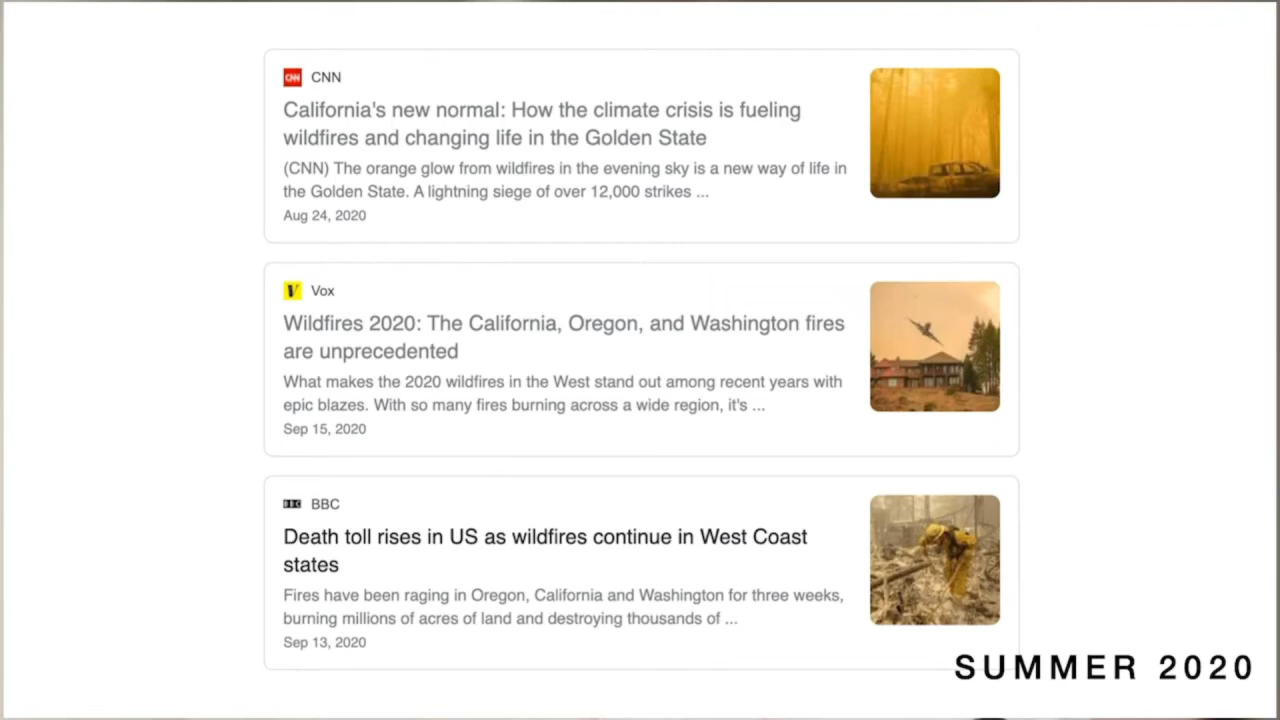 CNN
California's new normal: How the climate crisis is fueling
wildfires and changing life in the Golden State
(CNN) The orange glow from wildfires in the evening sky is a new way of life in
the Golden State. A lightning siege of over 12,000 strikes ...
Aug 24, 2020
Vox
Wildfires 2020: The California, Oregon, and Washington fires
are unprecedented
What makes the 2020 wildfires in the West stand out among recent years with
epic blazes. With so many fires burning across a wide region, it's ...
Sep 15, 2020
BBC
Death toll rises in US as wildfires continue in West Coast
states
Fires have been raging in Oregon, California and Washington for three weeks,
burning millions of acres of land and destroying thousands of ...
Sep 13, 2020
SUMMER 2020